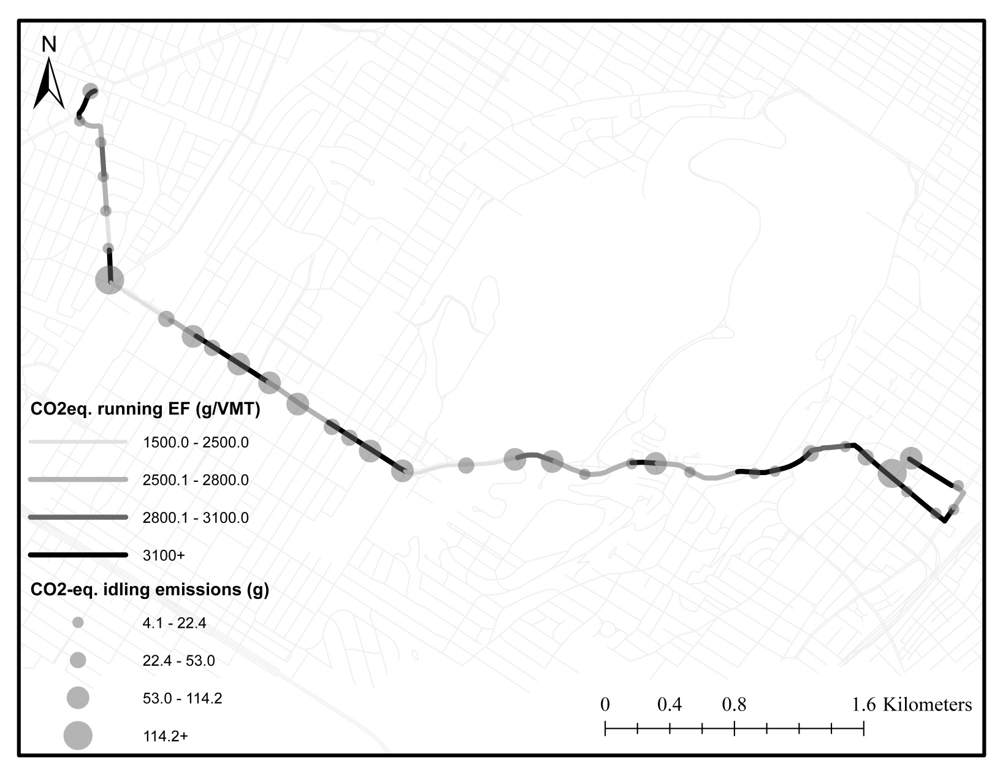 N
CO2eq. running EF (g/VMT)
1500.0 - 2500.0
2500.1 - 2800.0
2800.1 - 3100.0
3100+
CO2-eq. idling emissions (g)
4.1 - 22.4
22.4 - 53.0
53.0 - 114.2
114.2+
0 0.4 0.8 1.6 Kilometers